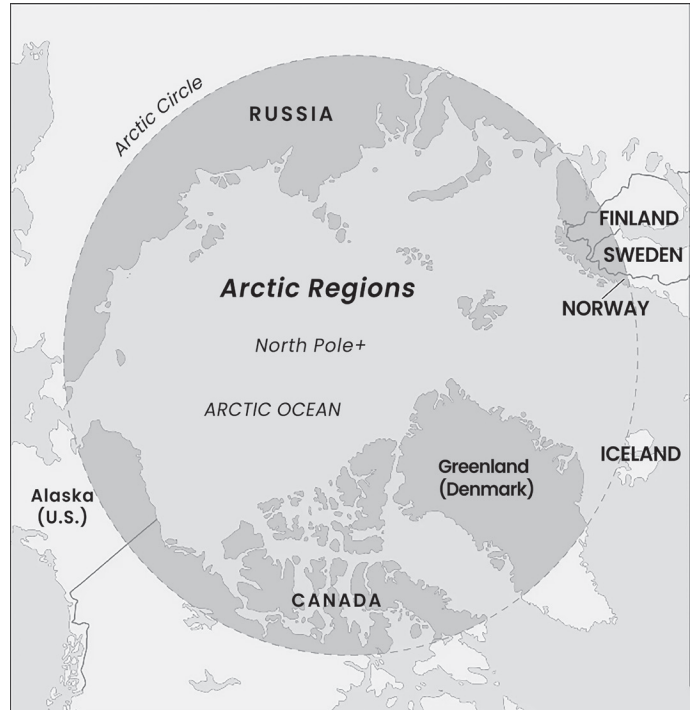 Arctic Circle
RUSSIA
FINLAND
SWEDEN
Arctic Regions
NORWAY
North Pole+
ARCTIC OCEAN
ICELAND
Greenland
(Denmark)
Alaska
(U.S.)
CANADA